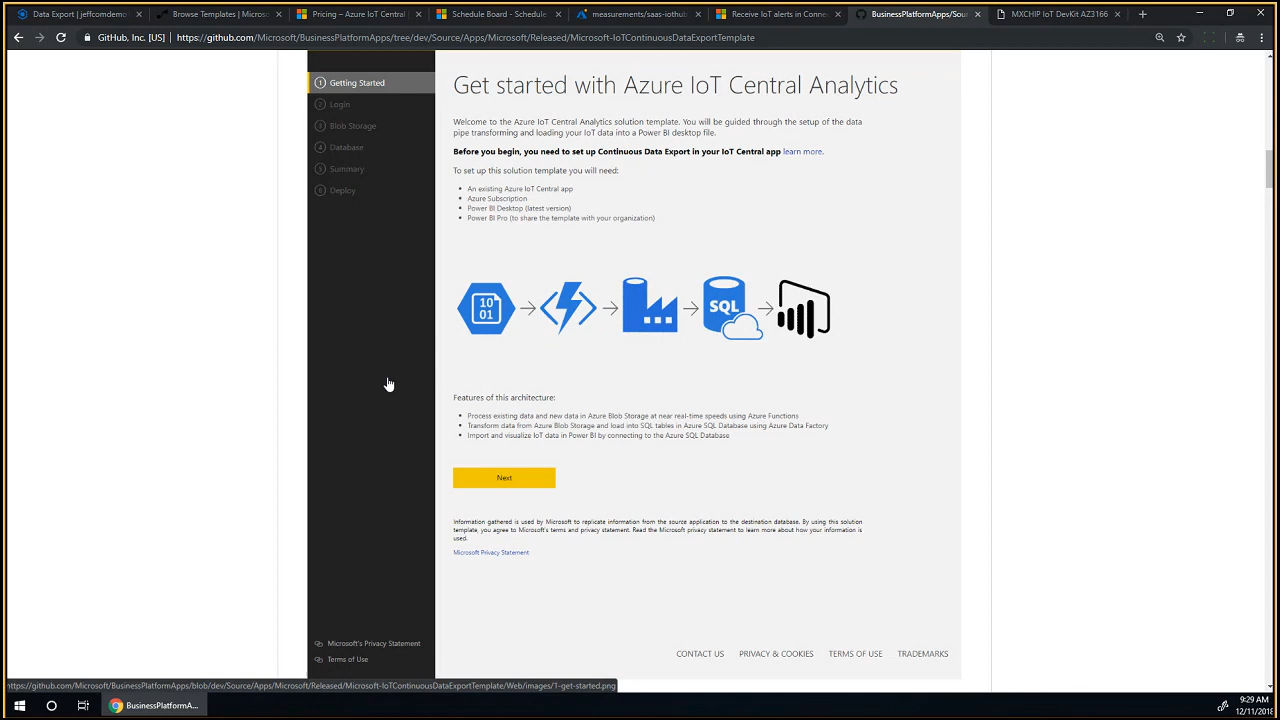 Data Export | jeffcomdemo
Browse Templates | Micros
Pricing – Azure IoT Central
Schedule Board - Schedule
measurements/saas-iothub
Receive IoT alerts in Connec
BusinessPlatformApps/Sour
MXCHIP IoT DevKit AZ3166
GitHub, Inc. [US]
https://github.com/Microsoft/BusinessPlatformApps/tree/dev/Source/Apps/Microsoft/Released/Microsoft-IoTContinuousDataExportTemplate
1 Getting Started
2 Login
3 Blob Storage
4 Database
5 Summary
6 Deploy
Get started with Azure IoT Central Analytics
Welcome to the Azure IoT Central Analytics solution template. You will be guided through the setup of the data
pipe transforming and loading your IoT data into a Power BI desktop file.
Before you begin, you need to set up Continuous Data Export in your IoT Central app learn more.
To set up this solution template you will need:
• An existing Azure IoT Central app
• Azure Subscription
• Power BI Desktop (latest version)
• Power BI Pro (to share the template with your organization)
10
01
SQL
Features of this architecture:
• Process existing data and new data in Azure Blob Storage at near real-time speeds using Azure Functions
• Transform data from Azure Blob Storage and load into SQL tables in Azure SQL Database using Azure Data Factory
• Import and visualize IoT data in Power BI by connecting to the Azure SQL Database
Next
Information gathered is used by Microsoft to replicate information from the source application to the destination database. By using this solution
template, you agree to Microsoft's terms and privacy statement. Read the Microsoft privacy statement to learn more about how your information is
used.
Microsoft Privacy Statement
Microsoft's Privacy Statement
Terms of Use
CONTACT US
PRIVACY & COOKIES
TERMS OF USE
TRADEMARKS
https://github.com/Microsoft/BusinessPlatformApps/blob/dev/Source/Apps/Microsoft/Released/Microsoft-IoTContinuousDataExportTemplate/Web/images/1-get-started.png
BusinessPlatformA...
9:29 AM
12/11/2018